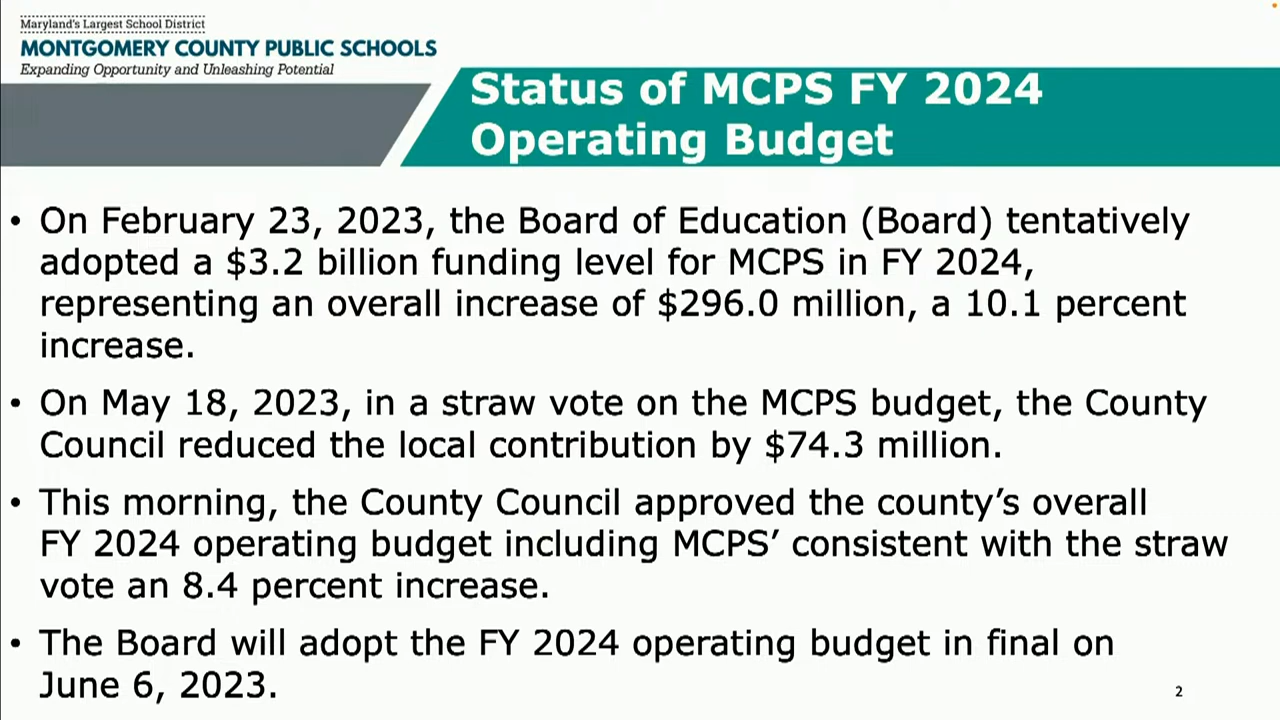 Maryland's Largest School District
MONTGOMERY COUNTY PUBLIC SCHOOLS
Expanding Opportunity and Unleashing Potential
Status of MCPS FY 2024
Operating Budget
• On February 23, 2023, the Board of Education (Board) tentatively
adopted a $3.2 billion funding level for MCPS in FY 2024,
representing an overall increase of $296.0 million, a 10.1 percent
increase.
• On May 18, 2023, in a straw vote on the MCPS budget, the County
Council reduced the local contribution by $74.3 million.
• This morning, the County Council approved the county’s overall
FY 2024 operating budget including MCPS’ consistent with the straw
vote an 8.4 percent increase.
• The Board will adopt the FY 2024 operating budget in final on
June 6, 2023.
2